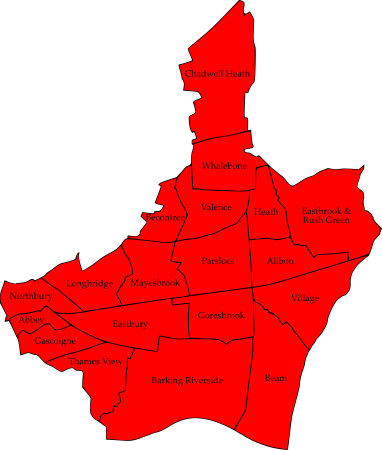 Chadwell Heath
Whalebone
Becontree
Valence
Heath
Eastbrook &
Rush Green
Longbridge
Mayesbrook
Parsloes
Alibon
Northbury
Village
Abbey
Eastbury
Goresbrook
Gascoigne
Thames View
Barking Riverside
Beam